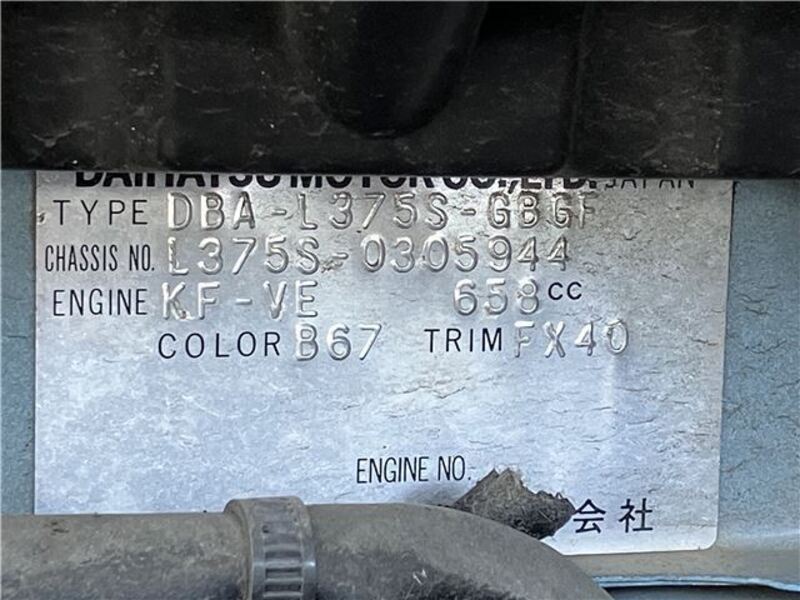 DAIHATSU MOTOR CO., LTD. JAPAN
TYPE DBA-L375S-GBGF
CHASSIS NO. L375S-0305944
ENGINE KF-VE 658CC
COLOR B67 TRIM FX40
ENGINE NO.
会社